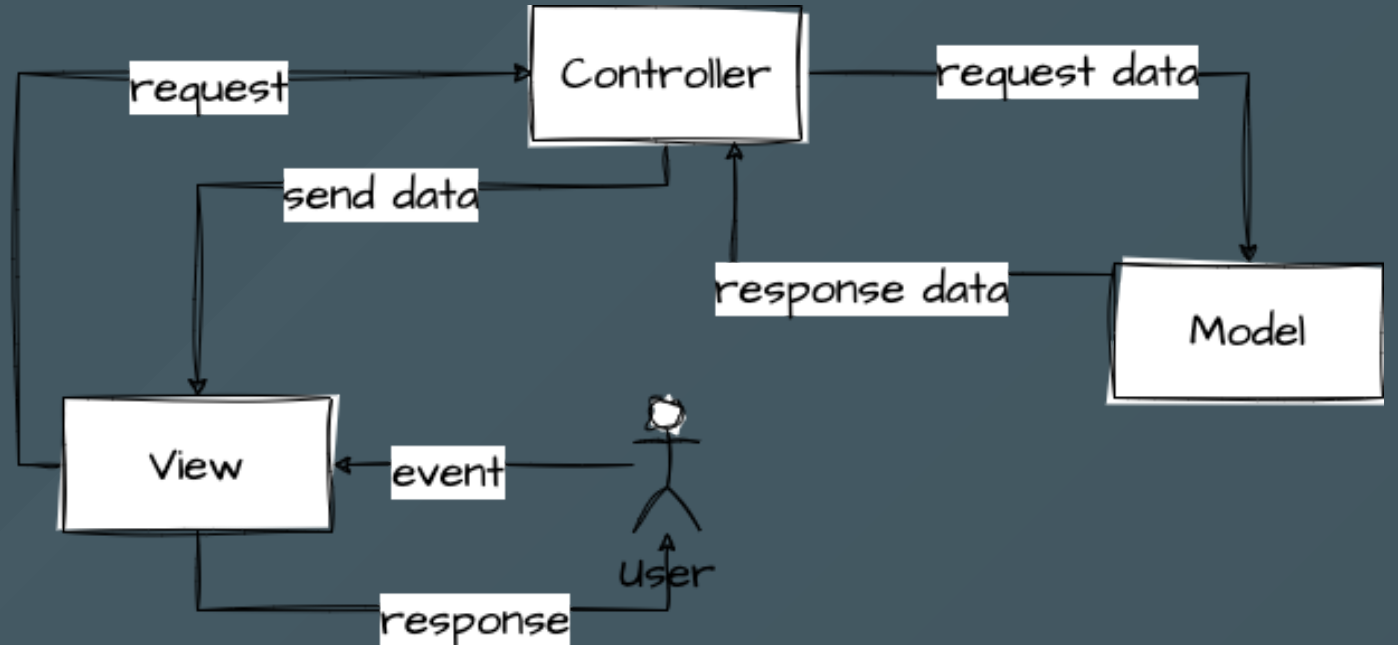 Controller
request
request data
send data
response data
Model
View
event
User
response